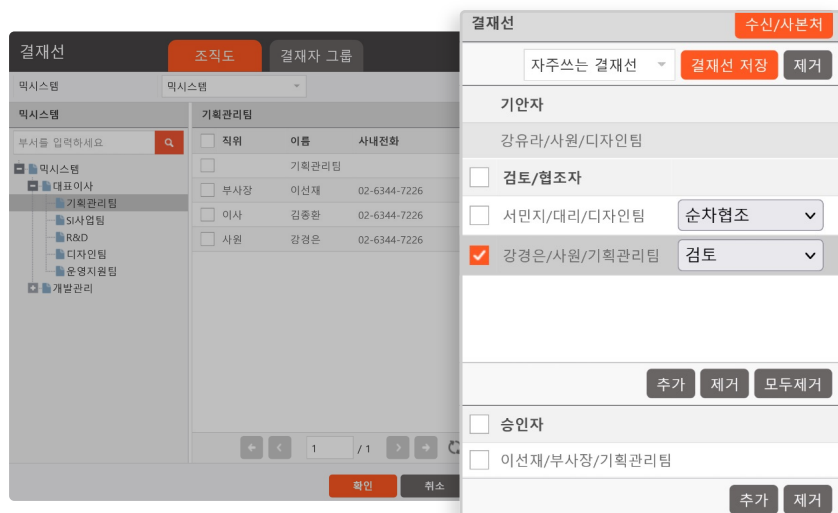 결재선
조직도
결재자 그룹
믹시스템
믹시스템
믹시스템
부서를 입력하세요
믹시스템
대표이사
기획관리팀
SI사업팀
R&D
디자인팀
운영지원팀
개발관리
기획관리팀
직위 이름 사내전화
기획관리팀
부사장 이선재 02-6344-7226
이사 김종환 02-6344-7226
사원 강경은 02-6344-7226
1 / 1
확인
취소
결재선
수신/사본처
자주쓰는 결재선
결재선 저장
제거
기안자
강유라/사원/디자인팀
검토/협조자
서민지/대리/디자인팀 순차협조
강경은/사원/기획관리팀 검토
추가 제거 모두제거
승인자
이선재/부사장/기획관리팀
추가 제거